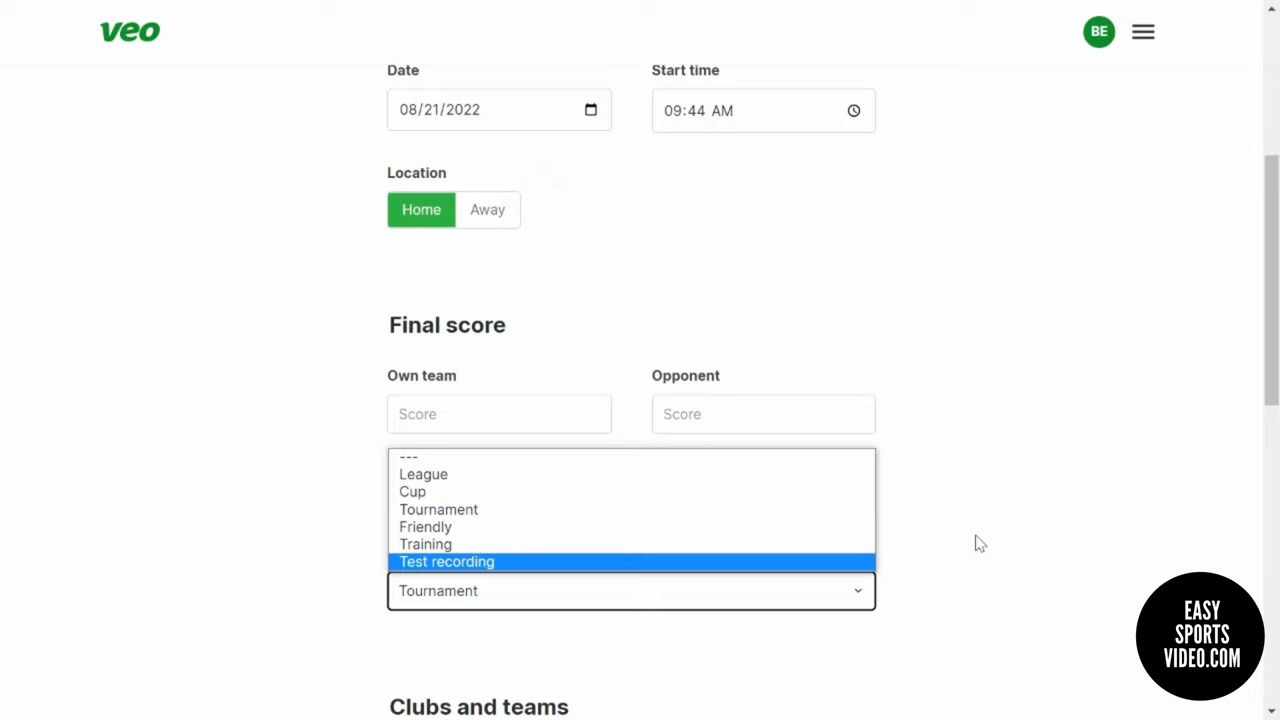 veo
BE
Date
Start time
08/21/2022
09:44 AM
Location
Home
Away
Final score
Own team
Opponent
Score
Score
---
League
Cup
Tournament
Friendly
Training
Test recording
Tournament
Clubs and teams
EASY
SPORTS
VIDEO.COM